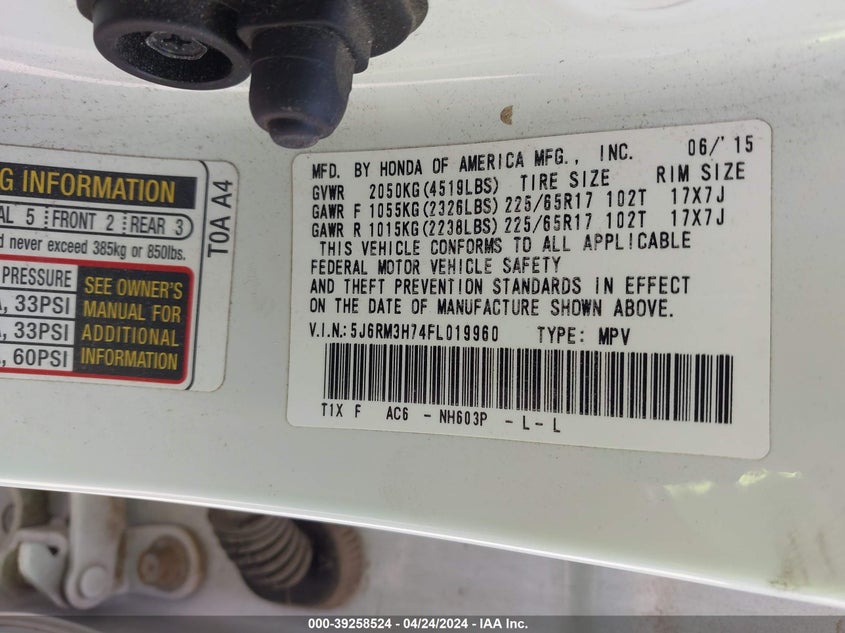 G INFORMATION
AL 5 FRONT 2 REAR 3
d never exceed 385kg or 850lbs.
PRESSURE
, 33PSI
, 33PSI
, 60PSI
SEE OWNER'S
MANUAL FOR
ADDITIONAL
INFORMATION
T0A A4
MFD. BY HONDA OF AMERICA MFG., INC. 06/'15
GVWR 2050KG(4519LBS) TIRE SIZE RIM SIZE
GAWR F 1055KG(2326LBS) 225/65R17 102T 17X7J
GAWR R 1015KG(2238LBS) 225/65R17 102T 17X7J
THIS VEHICLE CONFORMS TO ALL APPLICABLE
FEDERAL MOTOR VEHICLE SAFETY
AND THEFT PREVENTION STANDARDS IN EFFECT
ON THE DATE OF MANUFACTURE SHOWN ABOVE.
V.I.N.:5J6RM3H74FL019960 TYPE: MPV
T1X F AC6 - NH603P - L- L
000-39258524 / 04/24/2024 - IAA Inc.